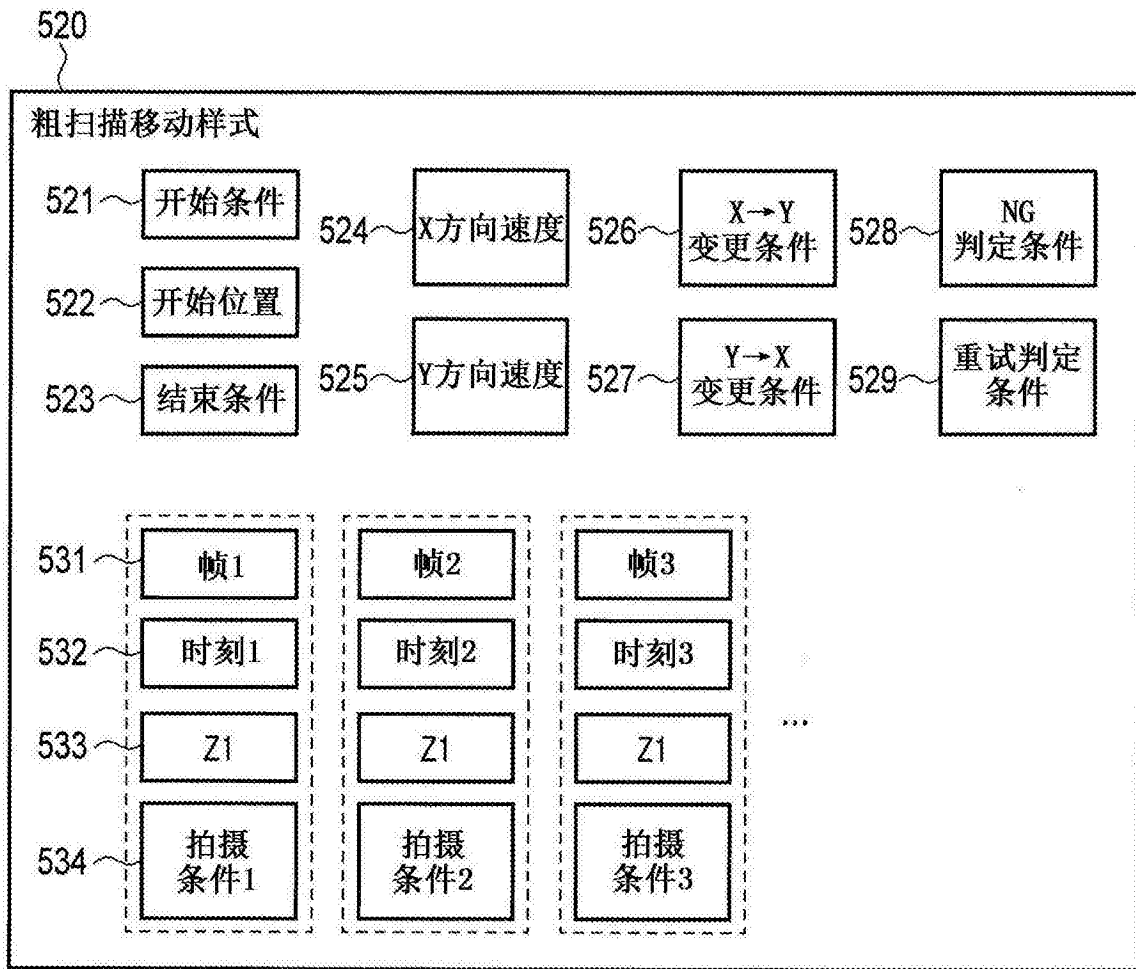 520
粗扫描移动样式
521
开始条件
522
开始位置
523
结束条件
524
X方向速度
525
Y方向速度
526
X→Y
变更条件
527
Y→X
变更条件
528
NG
判定条件
529
重试判定
条件
531
帧1
帧2
帧3
532
时刻1
时刻2
时刻3
...
533
Z1
Z1
Z1
534
拍摄
条件1
拍摄
条件2
拍摄
条件3